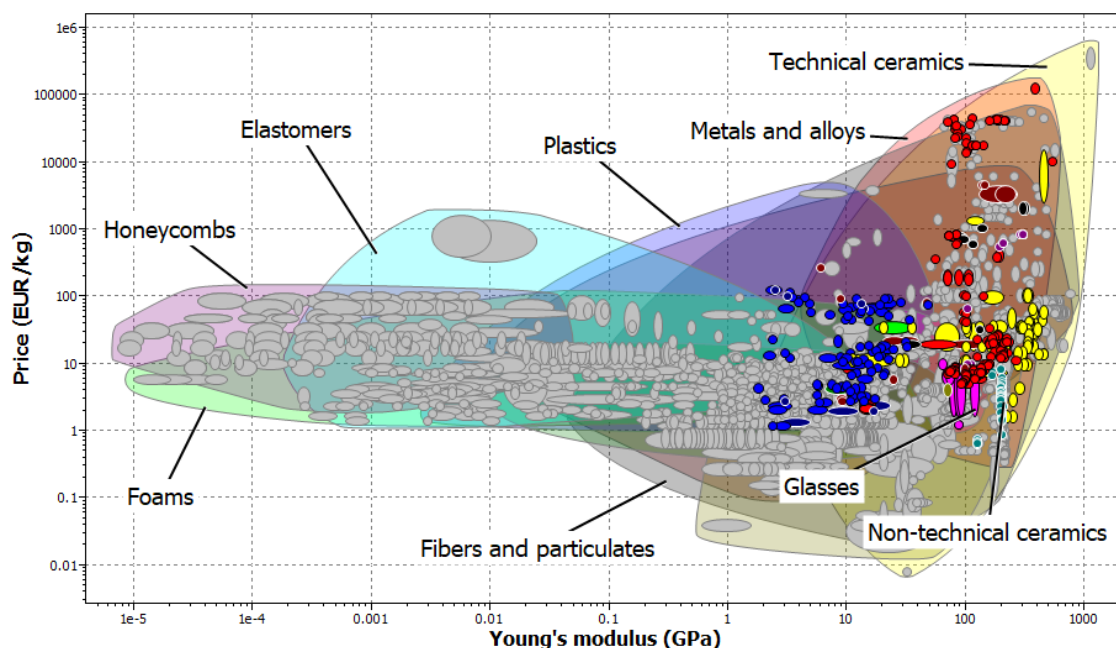 1e6
100000
10000
1000
100
10
1
0.1
0.01
Price (EUR/kg)
Technical ceramics
Metals and alloys
Elastomers
Plastics
Honeycombs
Foams
Fibers and particulates
Glasses
Non-technical ceramics
1e-5
1e-4
0.001
0.01
0.1
1
10
100
1000
Young's modulus (GPa)